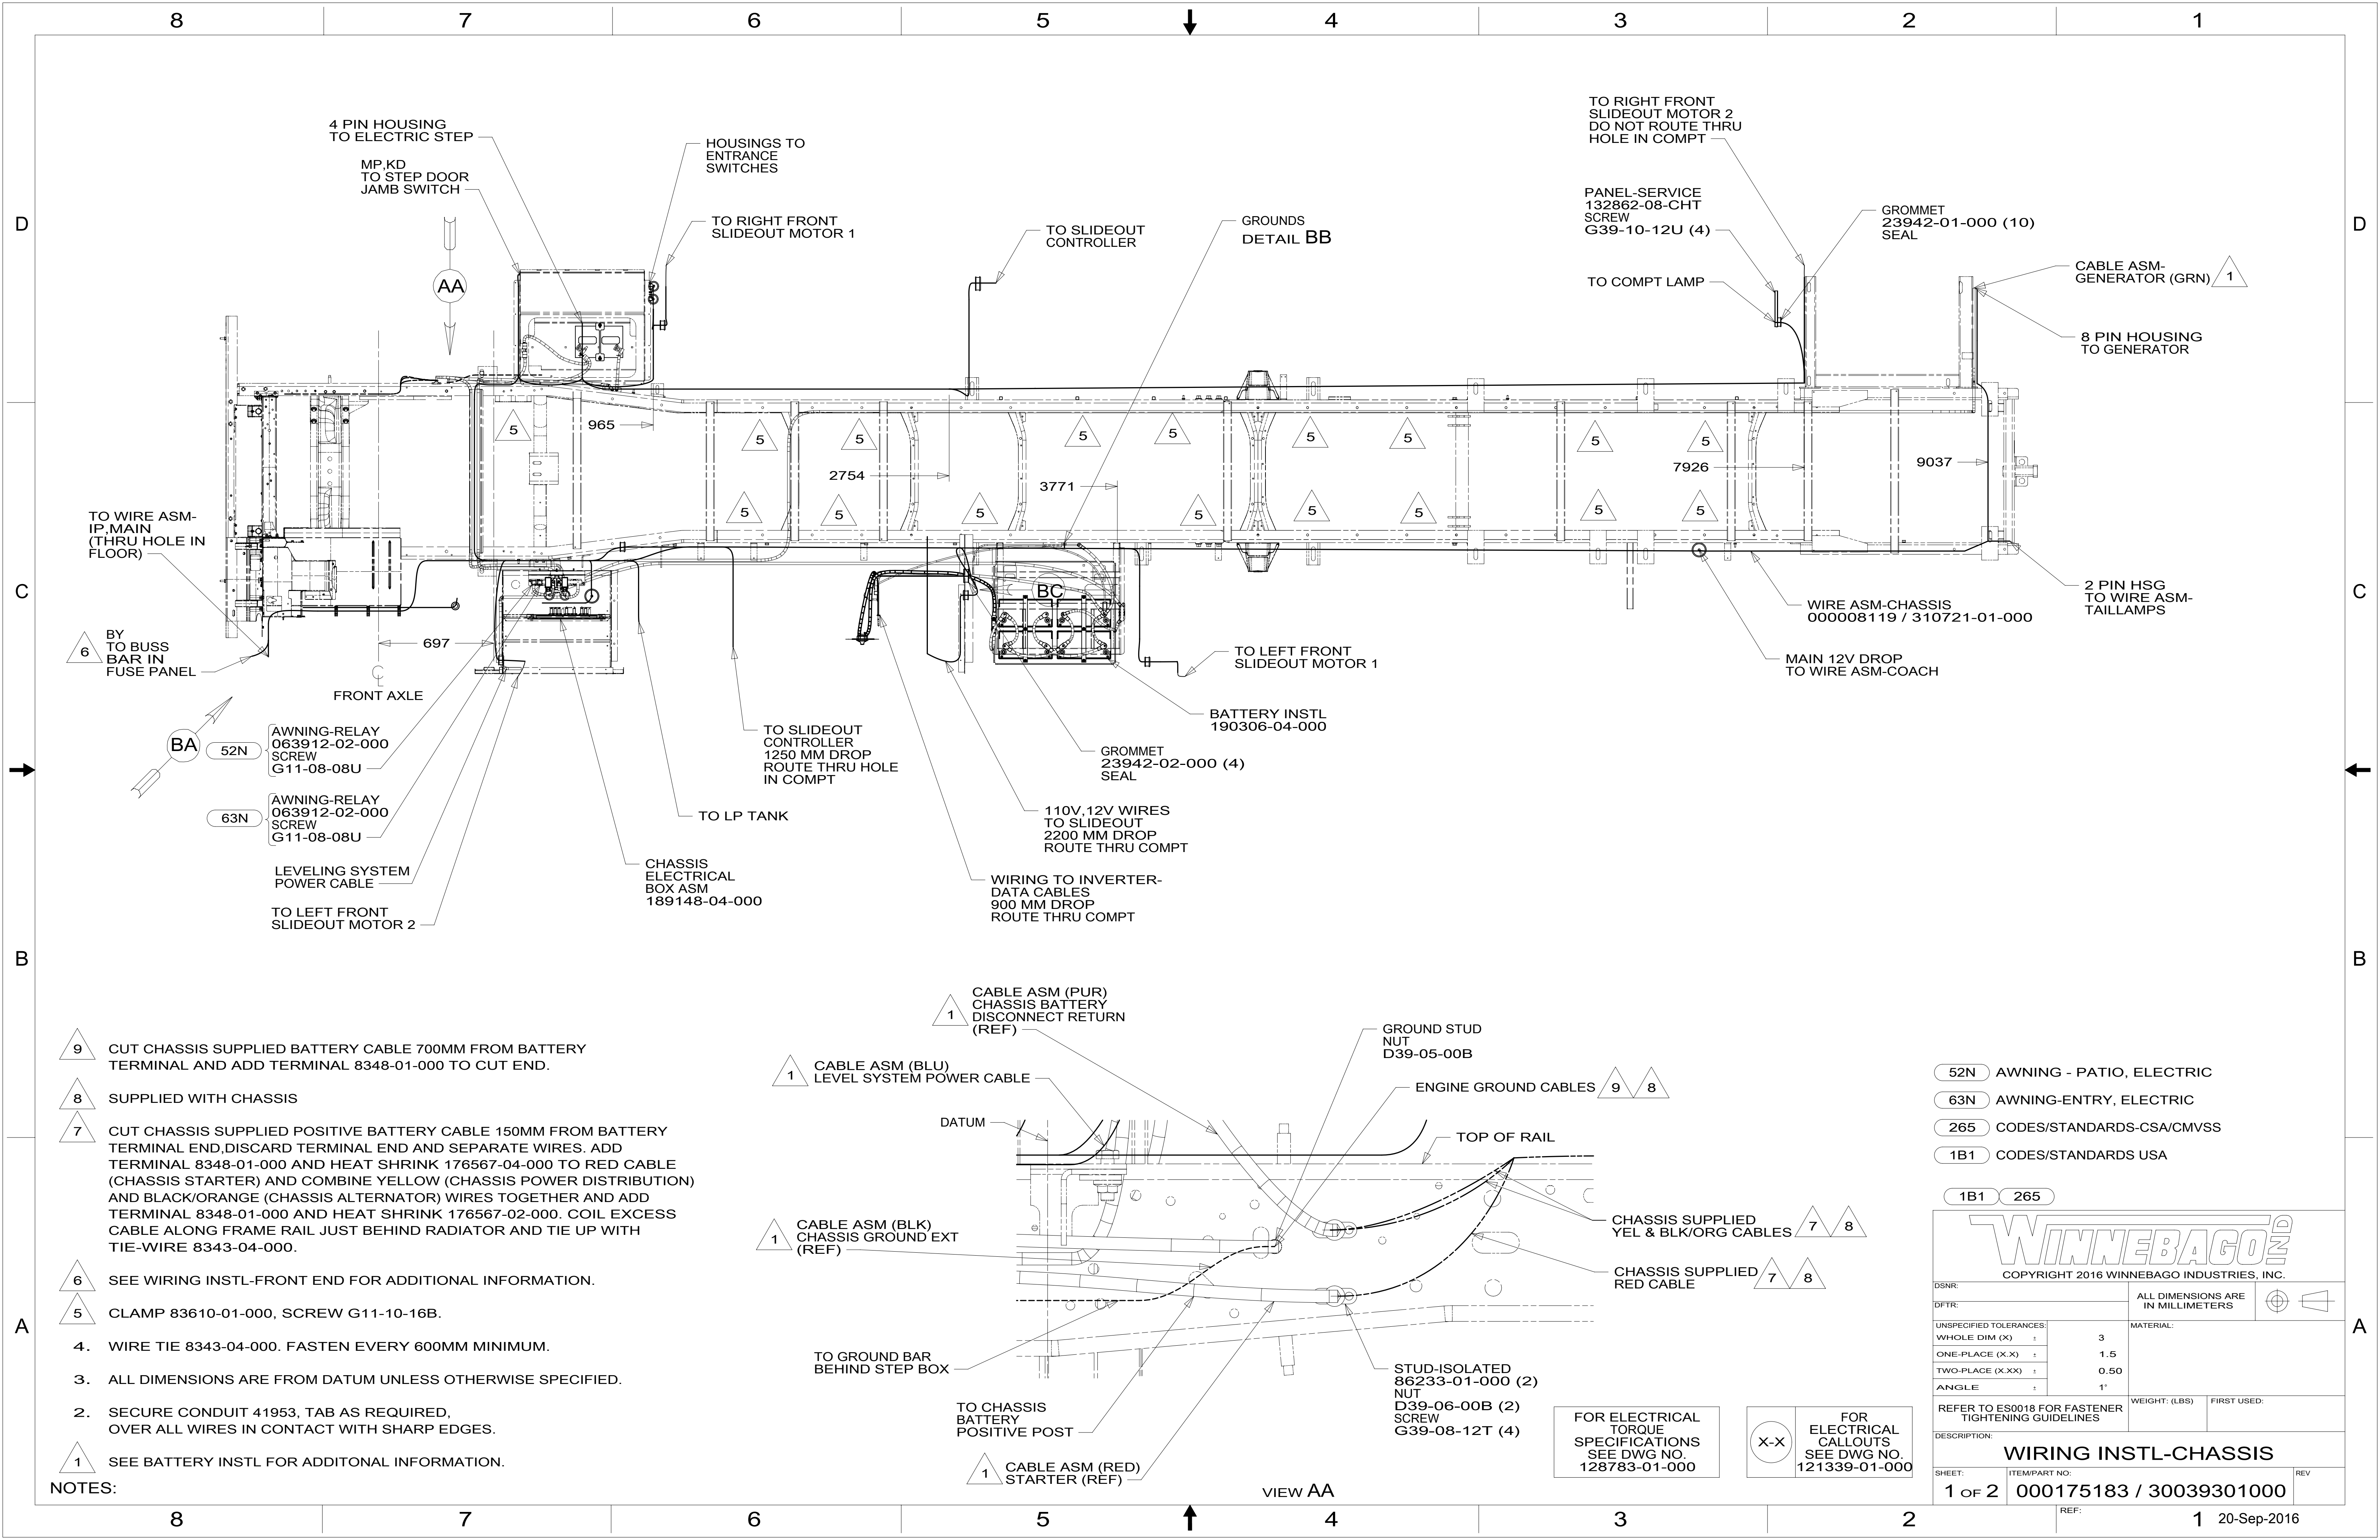 8 7 6 5 4 3 2 1
D
C
B
A
4 PIN HOUSING
TO ELECTRIC STEP
MP,KD
TO STEP DOOR
JAMB SWITCH
HOUSINGS TO
ENTRANCE
SWITCHES
TO RIGHT FRONT
SLIDEOUT MOTOR 1
TO SLIDEOUT
CONTROLLER
GROUNDS
DETAIL BB
TO RIGHT FRONT
SLIDEOUT MOTOR 2
DO NOT ROUTE THRU
HOLE IN COMPT
PANEL-SERVICE
132862-08-CHT
SCREW
G39-10-12U (4)
TO COMPT LAMP
GROMMET
23942-01-000 (10)
SEAL
CABLE ASM-
GENERATOR (GRN)
1
8 PIN HOUSING
TO GENERATOR
AA
5
965
5
5
5
5
5
5
5
5
2754
3771
7926
9037
5
5
5
5
5
5
5
5
TO WIRE ASM-
IP,MAIN
(THRU HOLE IN
FLOOR)
6
BY
TO BUSS
BAR IN
FUSE PANEL
697
C
L
FRONT AXLE
BC
2 PIN HSG
TO WIRE ASM-
TAILLAMPS
WIRE ASM-CHASSIS
000008119 / 310721-01-000
MAIN 12V DROP
TO WIRE ASM-COACH
TO LEFT FRONT
SLIDEOUT MOTOR 1
BATTERY INSTL
190306-04-000
GROMMET
23942-02-000 (4)
SEAL
BA
52N
AWNING-RELAY
063912-02-000
SCREW
G11-08-08U
63N
AWNING-RELAY
063912-02-000
SCREW
G11-08-08U
LEVELING SYSTEM
POWER CABLE
TO LEFT FRONT
SLIDEOUT MOTOR 2
TO SLIDEOUT
CONTROLLER
1250 MM DROP
ROUTE THRU HOLE
IN COMPT
TO LP TANK
CHASSIS
ELECTRICAL
BOX ASM
189148-04-000
110V,12V WIRES
TO SLIDEOUT
2200 MM DROP
ROUTE THRU COMPT
WIRING TO INVERTER-
DATA CABLES
900 MM DROP
ROUTE THRU COMPT
9 CUT CHASSIS SUPPLIED BATTERY CABLE 700MM FROM BATTERY
TERMINAL AND ADD TERMINAL 8348-01-000 TO CUT END.
8 SUPPLIED WITH CHASSIS
7 CUT CHASSIS SUPPLIED POSITIVE BATTERY CABLE 150MM FROM BATTERY
TERMINAL END,DISCARD TERMINAL END AND SEPARATE WIRES. ADD
TERMINAL 8348-01-000 AND HEAT SHRINK 176567-04-000 TO RED CABLE
(CHASSIS STARTER) AND COMBINE YELLOW (CHASSIS POWER DISTRIBUTION)
AND BLACK/ORANGE (CHASSIS ALTERNATOR) WIRES TOGETHER AND ADD
TERMINAL 8348-01-000 AND HEAT SHRINK 176567-02-000. COIL EXCESS
CABLE ALONG FRAME RAIL JUST BEHIND RADIATOR AND TIE UP WITH
TIE-WIRE 8343-04-000.
6 SEE WIRING INSTL-FRONT END FOR ADDITIONAL INFORMATION.
5 CLAMP 83610-01-000, SCREW G11-10-16B.
4. WIRE TIE 8343-04-000. FASTEN EVERY 600MM MINIMUM.
3. ALL DIMENSIONS ARE FROM DATUM UNLESS OTHERWISE SPECIFIED.
2. SECURE CONDUIT 41953, TAB AS REQUIRED,
OVER ALL WIRES IN CONTACT WITH SHARP EDGES.
1 SEE BATTERY INSTL FOR ADDITONAL INFORMATION.
NOTES:
1
CABLE ASM (PUR)
CHASSIS BATTERY
DISCONNECT RETURN
(REF)
1
CABLE ASM (BLU)
LEVEL SYSTEM POWER CABLE
DATUM
GROUND STUD
NUT
D39-05-00B
ENGINE GROUND CABLES
9 8
TOP OF RAIL
1
CABLE ASM (BLK)
CHASSIS GROUND EXT
(REF)
CHASSIS SUPPLIED
YEL & BLK/ORG CABLES
7 8
CHASSIS SUPPLIED
RED CABLE
7 8
TO GROUND BAR
BEHIND STEP BOX
TO CHASSIS
BATTERY
POSITIVE POST
1
CABLE ASM (RED)
STARTER (REF)
STUD-ISOLATED
86233-01-000 (2)
NUT
D39-06-00B (2)
SCREW
G39-08-12T (4)
VIEW AA
FOR ELECTRICAL
TORQUE
SPECIFICATIONS
SEE DWG NO.
128783-01-000
X-X
FOR
ELECTRICAL
CALLOUTS
SEE DWG NO.
121339-01-000
52N AWNING - PATIO, ELECTRIC
63N AWNING-ENTRY, ELECTRIC
265 CODES/STANDARDS-CSA/CMVSS
1B1 CODES/STANDARDS USA
1B1 265
WINNEBAGO IND
COPYRIGHT 2016 WINNEBAGO INDUSTRIES, INC.
DSNR:
DFTR:
ALL DIMENSIONS ARE
IN MILLIMETERS
UNSPECIFIED TOLERANCES:
WHOLE DIM (X) ± 3
ONE-PLACE (X.X) ± 1.5
TWO-PLACE (X.XX) ± 0.50
ANGLE ± 1°
MATERIAL:
REFER TO ES0018 FOR FASTENER
TIGHTENING GUIDELINES
WEIGHT: (LBS)
FIRST USED:
DESCRIPTION:
WIRING INSTL-CHASSIS
SHEET:
1 OF 2
ITEM/PART NO:
000175183 / 30039301000
REV
REF:
8 7 6 5 4 3 2 1
20-Sep-2016
D
C
B
A